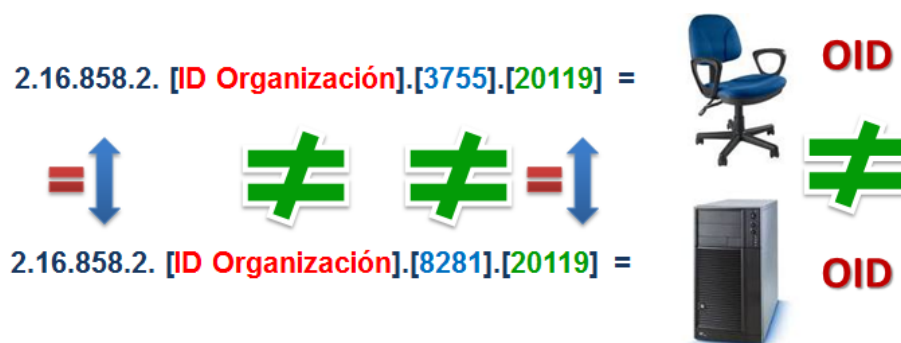 2.16.858.2. [ID Organización].[3755].[20119] = OID
= ≠ ≠ = ≠
2.16.858.2. [ID Organización].[8281].[20119] = OID